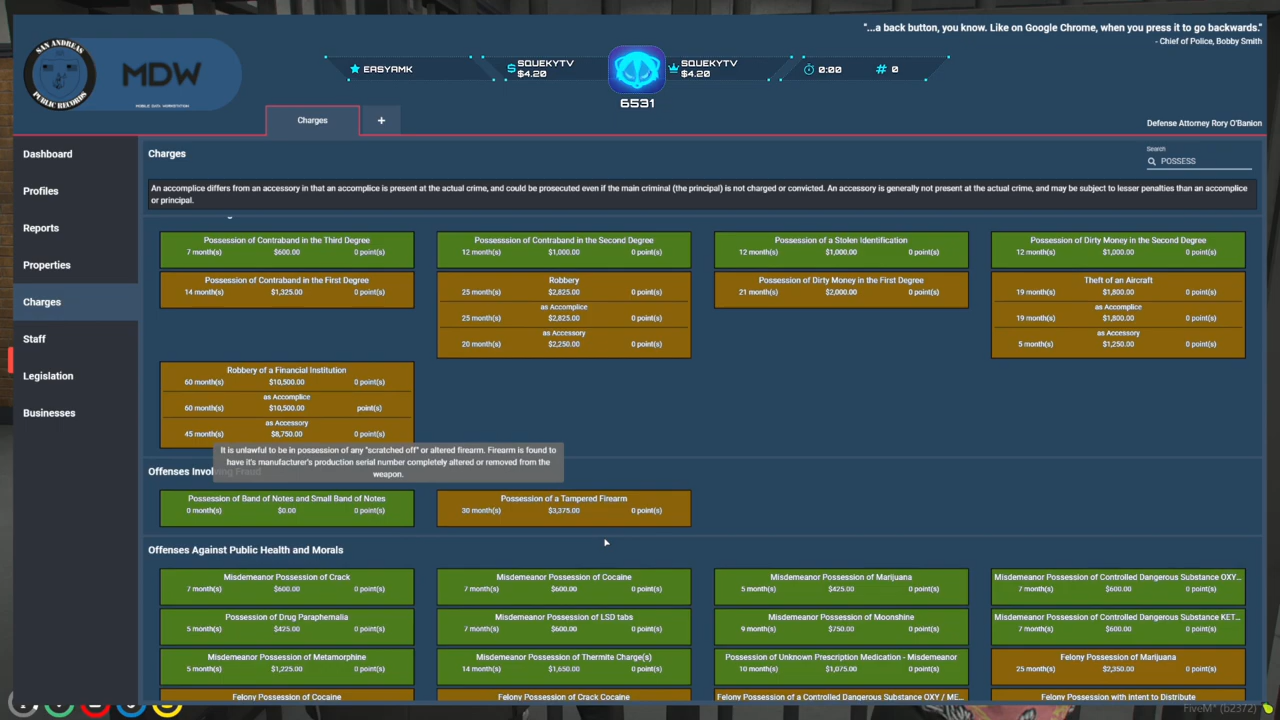 "...a back button, you know. Like on Google Chrome, when you press it to go backwards."
- Chief of Police, Bobby Smith
SAN ANDREAS
PUBLIC RECORDS
MDW
MOBILE DATA WORKSTATION
EASYAMK
SQUEKYTV
$4.20
6531
SQUEKYTV
$4.20
0:00
# 0
Charges
+
Defense Attorney Rory O'Banion
Dashboard
Profiles
Reports
Properties
Charges
Staff
Legislation
Businesses
Charges
Search
POSSESS
An accomplice differs from an accessory in that an accomplice is present at the actual crime, and could be prosecuted even if the main criminal (the principal) is not charged or convicted. An accessory is generally not present at the actual crime, and may be subject to lesser penalties than an accomplice
or principal.
Possession of Contraband in the Third Degree
7 month(s) $600.00 0 point(s)
Possesssion of Contraband in the Second Degree
12 month(s) $1,000.00 0 point(s)
Possession of a Stolen Identification
12 month(s) $1,000.00 0 point(s)
Possession of Dirty Money in the Second Degree
12 month(s) $1,000.00 0 point(s)
Possession of Contraband in the First Degree
14 month(s) $1,325.00 0 point(s)
Robbery
25 month(s) $2,825.00 0 point(s)
as Accomplice
25 month(s) $2,825.00 0 point(s)
as Accessory
20 month(s) $2,250.00 0 point(s)
Possession of Dirty Money in the First Degree
21 month(s) $2,000.00 0 point(s)
Theft of an Aircraft
19 month(s) $1,800.00 0 point(s)
as Accomplice
19 month(s) $1,800.00 0 point(s)
as Accessory
5 month(s) $1,250.00 0 point(s)
Robbery of a Financial Institution
60 month(s) $10,500.00 0 point(s)
as Accomplice
60 month(s) $10,500.00 point(s)
as Accessory
45 month(s) $8,750.00 0 point(s)
It is unlawful to be in possession of any "scratched off" or altered firearm. Firearm is found to
have it's manufacturer's production serial number completely altered or removed from the
weapon.
Offenses Involving Fraud
Possession of Band of Notes and Small Band of Notes
0 month(s) $0.00 0 point(s)
Possession of a Tampered Firearm
30 month(s) $3,375.00 0 point(s)
Offenses Against Public Health and Morals
Misdemeanor Possession of Crack
7 month(s) $600.00 0 point(s)
Misdemeanor Possession of Cocaine
7 month(s) $600.00 0 point(s)
Misdemeanor Possession of Marijuana
5 month(s) $425.00 0 point(s)
Misdemeanor Possession of Controlled Dangerous Substance OXY...
7 month(s) $600.00 0 point(s)
Possession of Drug Paraphemalia
5 month(s) $425.00 0 point(s)
Misdemeanor Possession of LSD tabs
7 month(s) $600.00 0 point(s)
Misdemeanor Possession of Moonshine
9 month(s) $750.00 0 point(s)
Misdemeanor Possession of Controlled Dangerous Substance KET...
7 month(s) $600.00 0 point(s)
Misdemeanor Possession of Metamorphine
5 month(s) $1,225.00 0 point(s)
Misdemeanor Possession of Thermite Charge(s)
14 month(s) $1,650.00 0 point(s)
Possession of Unknown Prescription Medication - Misdemeanor
10 month(s) $1,075.00 0 point(s)
Felony Possession of Marijuana
25 month(s) $2,350.00 0 point(s)
Felony Possession of Cocaine
Felony Possession of Crack Cocaine
Felony Possession of a Controlled Dangerous Substance OXY / ME...
Felony Possession with Intent to Distribute
FiveM* (b2372)